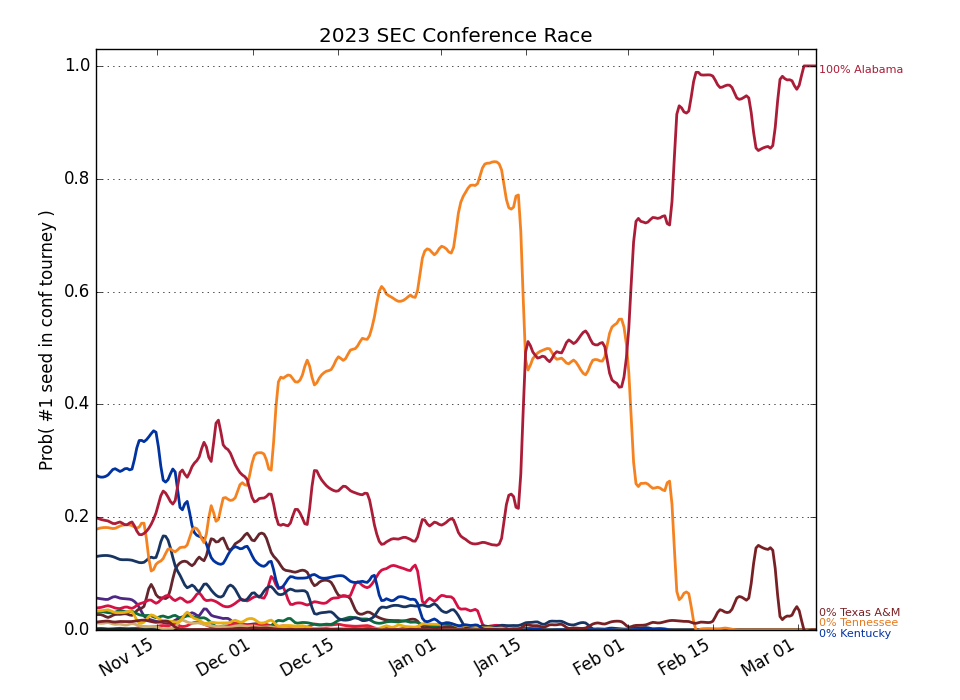 2023 SEC Conference Race
Prob( #1 seed in conf tourney )
1.0
0.8
0.6
0.4
0.2
0.0
Nov 15
Dec 01
Dec 15
Jan 01
Jan 15
Feb 01
Feb 15
Mar 01
100% Alabama
0% Texas A&M
0% Tennessee
0% Kentucky